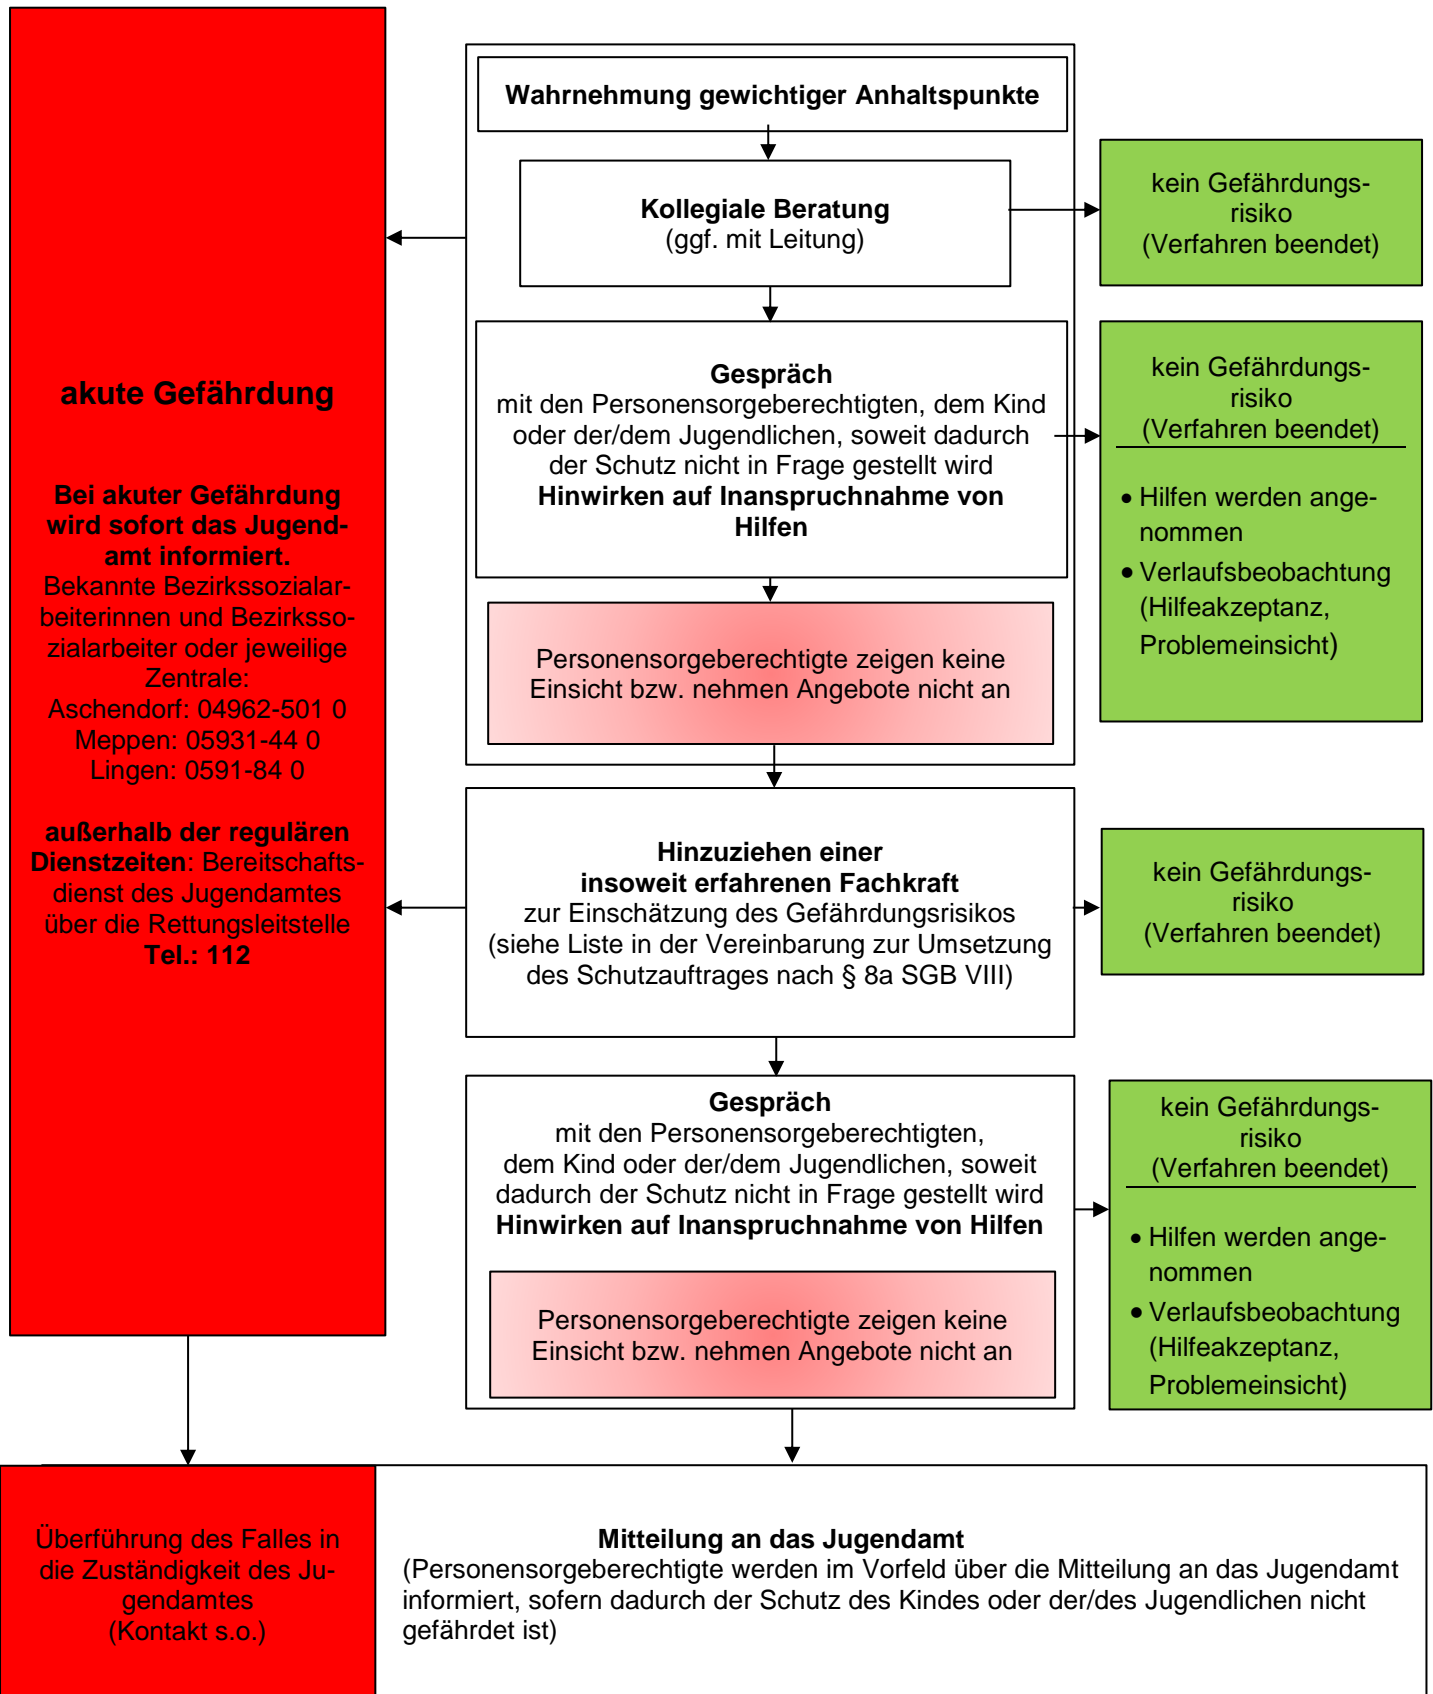 akute Gefährdung
Bei akuter Gefährdung
wird sofort das Jugend-
amt informiert.
Bekannte Bezirkssozialar-
beiterinnen und Bezirksso-
zialarbeiter oder jeweilige
Zentrale:
Aschendorf: 04962-501 0
Meppen: 05931-44 0
Lingen: 0591-84 0
außerhalb der regulären
Dienstzeiten: Bereitschafts-
dienst des Jugendamtes
über die Rettungsleitstelle
Tel.: 112
Wahrnehmung gewichtiger Anhaltspunkte
Kollegiale Beratung
(ggf. mit Leitung)
kein Gefährdungs-
risiko
(Verfahren beendet)
Gespräch
mit den Personensorgeberechtigten, dem Kind
oder der/dem Jugendlichen, soweit dadurch
der Schutz nicht in Frage gestellt wird
Hinwirken auf Inanspruchnahme von
Hilfen
kein Gefährdungs-
risiko
(Verfahren beendet)
• Hilfen werden ange-
nommen
• Verlaufsbeobachtung
(Hilfeakzeptanz,
Problemeinsicht)
Personensorgeberechtigte zeigen keine
Einsicht bzw. nehmen Angebote nicht an
Hinzuziehen einer
insoweit erfahrenen Fachkraft
zur Einschätzung des Gefährdungsrisikos
(siehe Liste in der Vereinbarung zur Umsetzung
des Schutzauftrages nach § 8a SGB VIII)
kein Gefährdungs-
risiko
(Verfahren beendet)
Gespräch
mit den Personensorgeberechtigten,
dem Kind oder der/dem Jugendlichen, soweit
dadurch der Schutz nicht in Frage gestellt wird
Hinwirken auf Inanspruchnahme von Hilfen
kein Gefährdungs-
risiko
(Verfahren beendet)
• Hilfen werden ange-
nommen
• Verlaufsbeobachtung
(Hilfeakzeptanz,
Problemeinsicht)
Personensorgeberechtigte zeigen keine
Einsicht bzw. nehmen Angebote nicht an
Überführung des Falles in
die Zuständigkeit des Ju-
gendamtes
(Kontakt s.o.)
Mitteilung an das Jugendamt
(Personensorgeberechtigte werden im Vorfeld über die Mitteilung an das Jugendamt
informiert, sofern dadurch der Schutz des Kindes oder der/des Jugendlichen nicht
gefährdet ist)